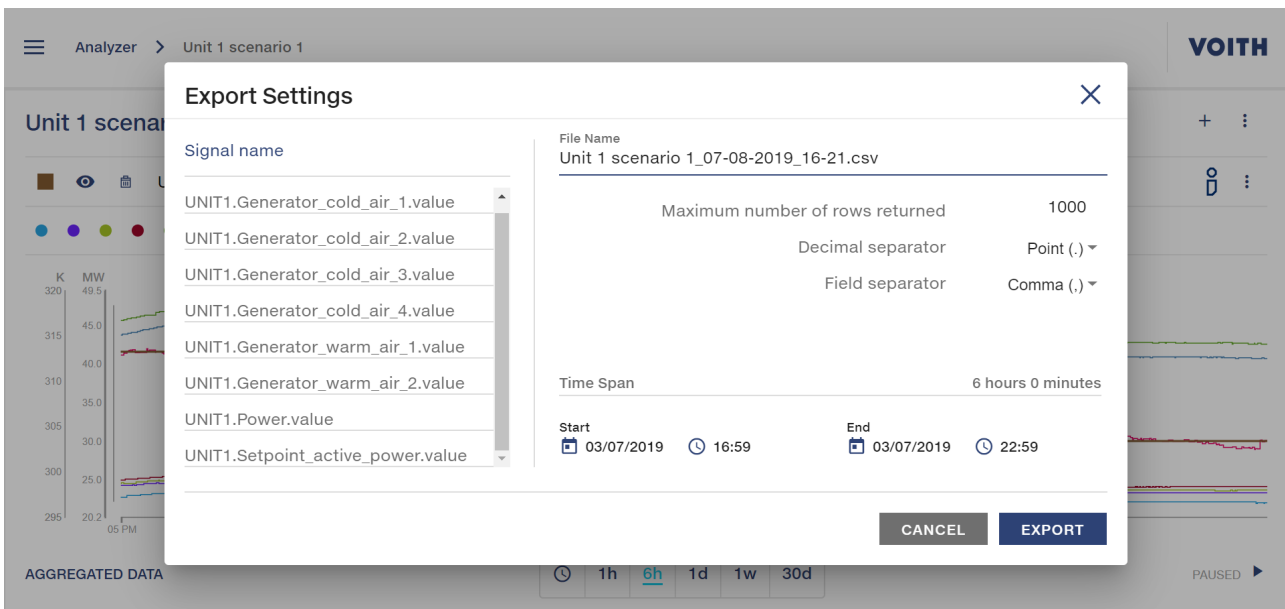 Analyzer > Unit 1 scenario 1
VOITH
Export Settings
Unit 1 scenar
Signal name
File Name
Unit 1 scenario 1_07-08-2019_16-21.csv
UNIT1.Generator_cold_air_1.value
UNIT1.Generator_cold_air_2.value
UNIT1.Generator_cold_air_3.value
UNIT1.Generator_cold_air_4.value
UNIT1.Generator_warm_air_1.value
UNIT1.Generator_warm_air_2.value
UNIT1.Power.value
UNIT1.Setpoint_active_power.value
Maximum number of rows returned 1000
Decimal separator Point (.)
Field separator Comma (,)
Time Span 6 hours 0 minutes
Start
03/07/2019 16:59
End
03/07/2019 22:59
CANCEL EXPORT
K MW
320 49.5
45.0
315
40.0
310
35.0
305
30.0
300
25.0
295 20.2
05 PM
AGGREGATED DATA
1h 6h 1d 1w 30d
PAUSED